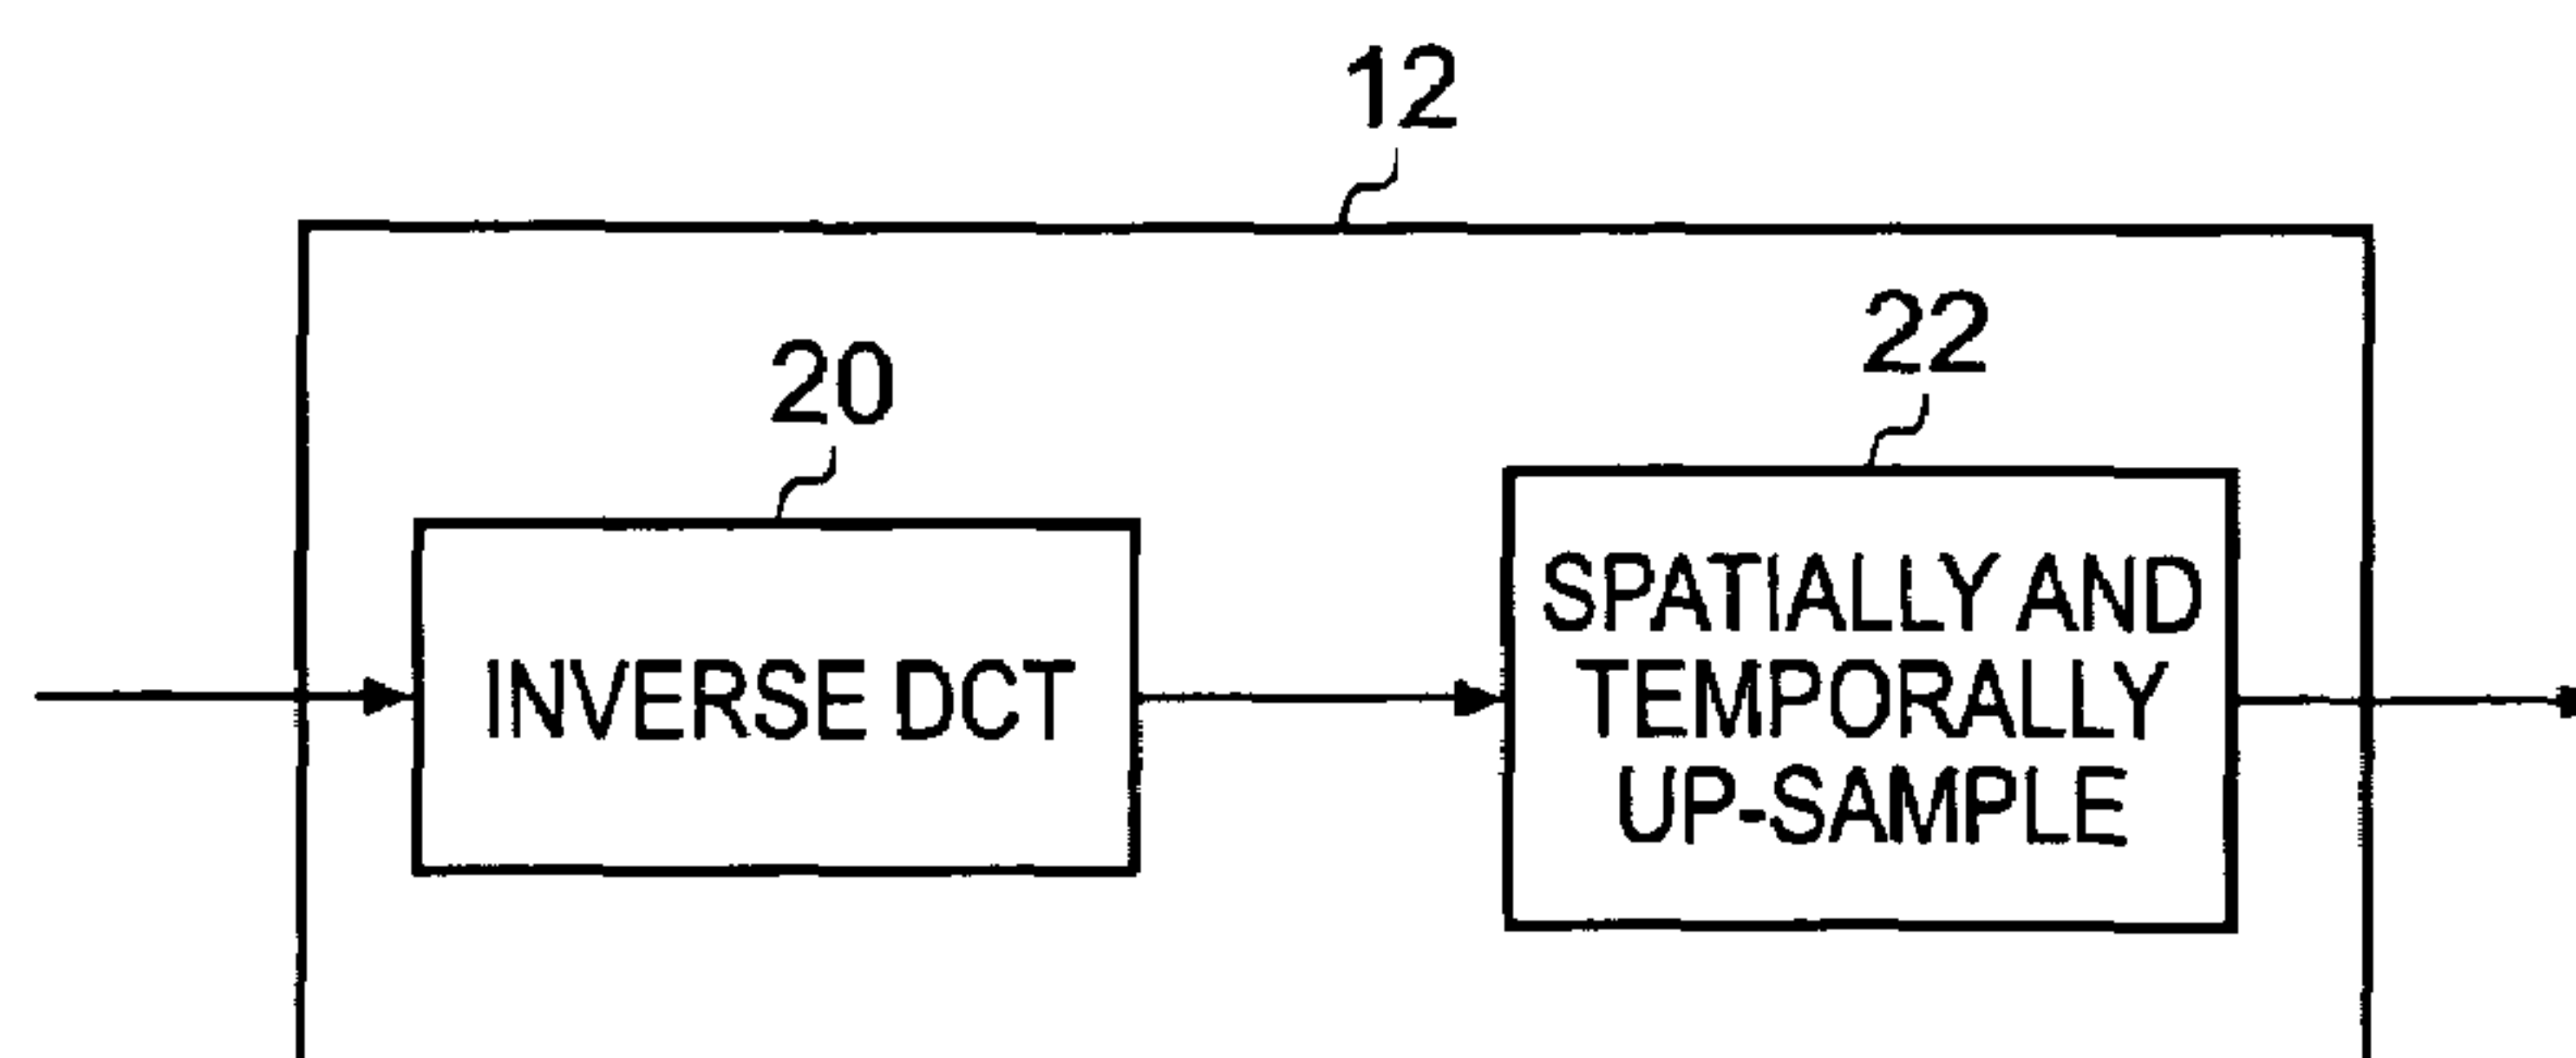 12
20
22
INVERSE DCT
SPATIALLY AND
TEMPORALLY
UP-SAMPLE